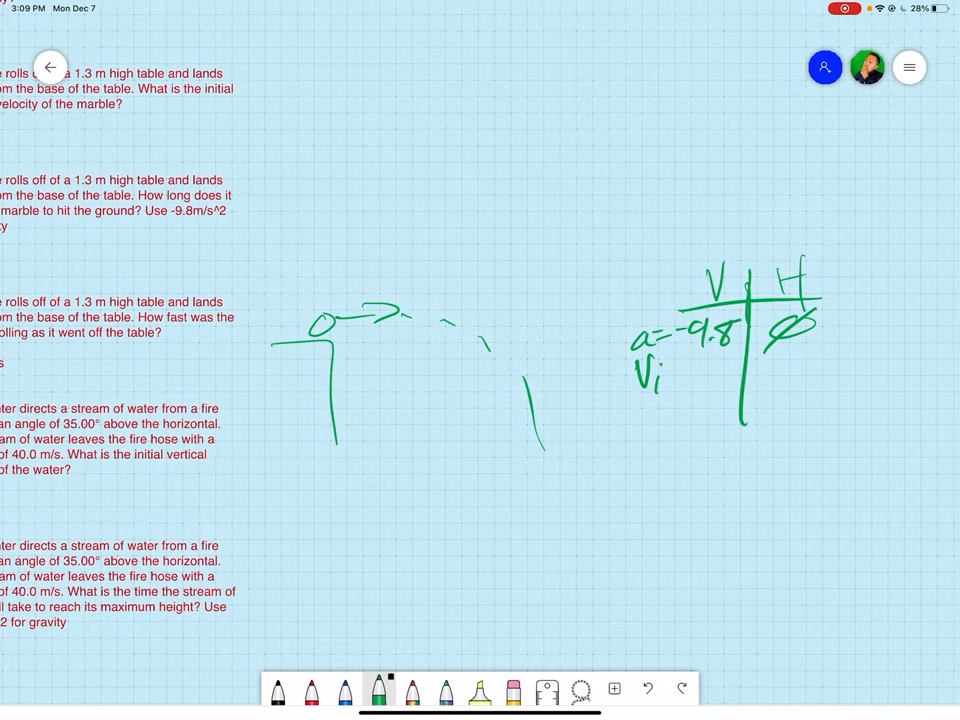 3:09 PM Mon Dec 7
28%
rolls a 1.3 m high table and lands
om the base of the table. What is the initial
velocity of the marble?
rolls off of a 1.3 m high table and lands
om the base of the table. How long does it
marble to hit the ground? Use -9.8m/s^2
ty
rolls off of a 1.3 m high table and lands
om the base of the table. How fast was the
olling as it went off the table?
s
ter directs a stream of water from a fire
an angle of 35.00° above the horizontal.
am of water leaves the fire hose with a
of 40.0 m/s. What is the initial vertical
of the water?
ter directs a stream of water from a fire
an angle of 35.00° above the horizontal.
am of water leaves the fire hose with a
of 40.0 m/s. What is the time the stream of
ll take to reach its maximum height? Use
2 for gravity
V H
a= -9.8 0
Vi